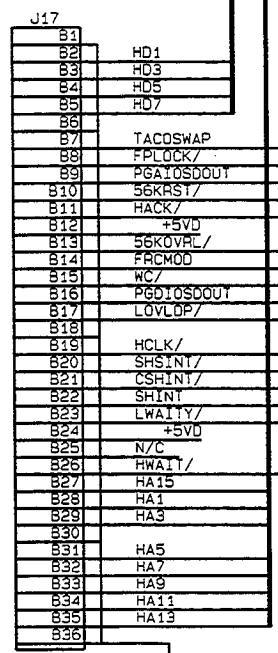 J17
B1
B2 HD1
B3 HD3
B4 HD5
B5 HD7
B6
B7 TACOSWAP
B8 FPLOCK/
B9 PGAIOSDOUT
B10 56KRST/
B11 HACK/
B12 +5VD
B13 56KOVRL/
B14 FRCMOD
B15 WC/
B16 PGDIOSDOUT
B17 LOVLDP/
B18
B19 HCLK/
B20 SHSINT/
B21 CSHINT/
B22 SHINT
B23 LWAITY/
B24 +5VD
B25 N/C
B26 HWAIT/
B27 HA15
B28 HA1
B29 HA3
B30
B31 HA5
B32 HA7
B33 HA9
B34 HA11
B35 HA13
B36